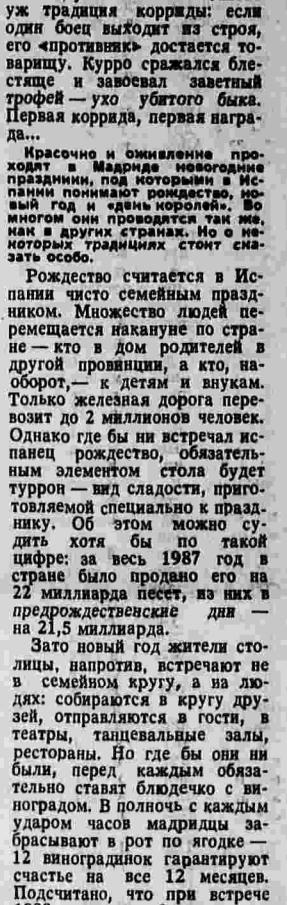 уж традиция корриды: если
один боец выходит из строя,
его «противник» достается то-
варищу. Курро сражался бле-
стяще и завоевал заветный
трофей — ухо убитого быка.
Первая коррида, первая награ-
да...
Красочно и оживление про-
ходят в Мадриде новогодние
праздники, под которыми в Ис-
пании понимают рождество, но-
вый год и «день королей». Во
многом они проводятся так же,
как в других странах. Но о не-
которых традициях стоит ска-
зать особо.
Рождество считается в Ис-
пании чисто семейным празд-
ником. Множество людей пе-
ремещается накануне по стра-
не — кто в дом родителей в
другой провинции, а кто, на-
оборот,— к детям и внукам.
Только железная дорога пере-
возит до 2 миллионов человек.
Однако где бы ни встречал ис-
панец рождество, обязатель-
ным элементом стола будет
туррон — вид сладости, приго-
товляемой специально к празд-
нику. Об этом можно су-
дить хотя бы по такой
цифре: за весь 1987 год в
стране было продано его на
22 миллиарда песет, из них в
предрождественские дни —
на 21,5 миллиарда.
Зато новый год жители сто-
лицы, напротив, встречают не
в семейном кругу, а на лю-
дях: собираются в кругу дру-
зей, отправляются в гости, в
театры, танцевальные залы,
рестораны. Но где бы они ни
были, перед каждым обяза-
тельно ставят блюдечко с ви-
ноградом. В полночь с каждым
ударом часов мадридцы за-
брасывают в рот по ягодке —
12 виноградинок гарантируют
счастье на все 12 месяцев.
Подсчитано, что при встрече